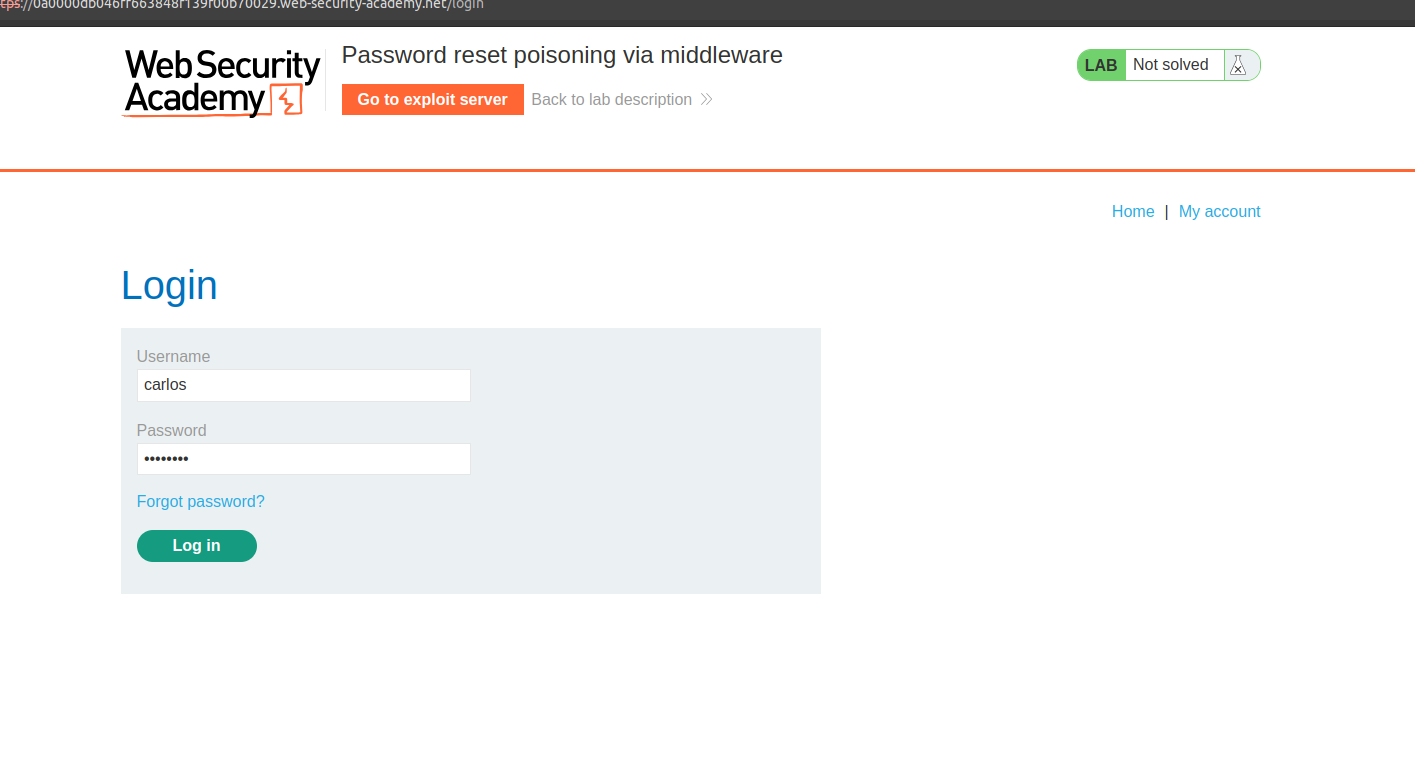 tps://0a0000db046ff663848f139f00b70029.web-security-academy.net/login
Web Security
Academy
Password reset poisoning via middleware
Go to exploit server
Back to lab description
LAB
Not solved
Home | My account
Login
Username
carlos
Password
••••••••
Forgot password?
Log in